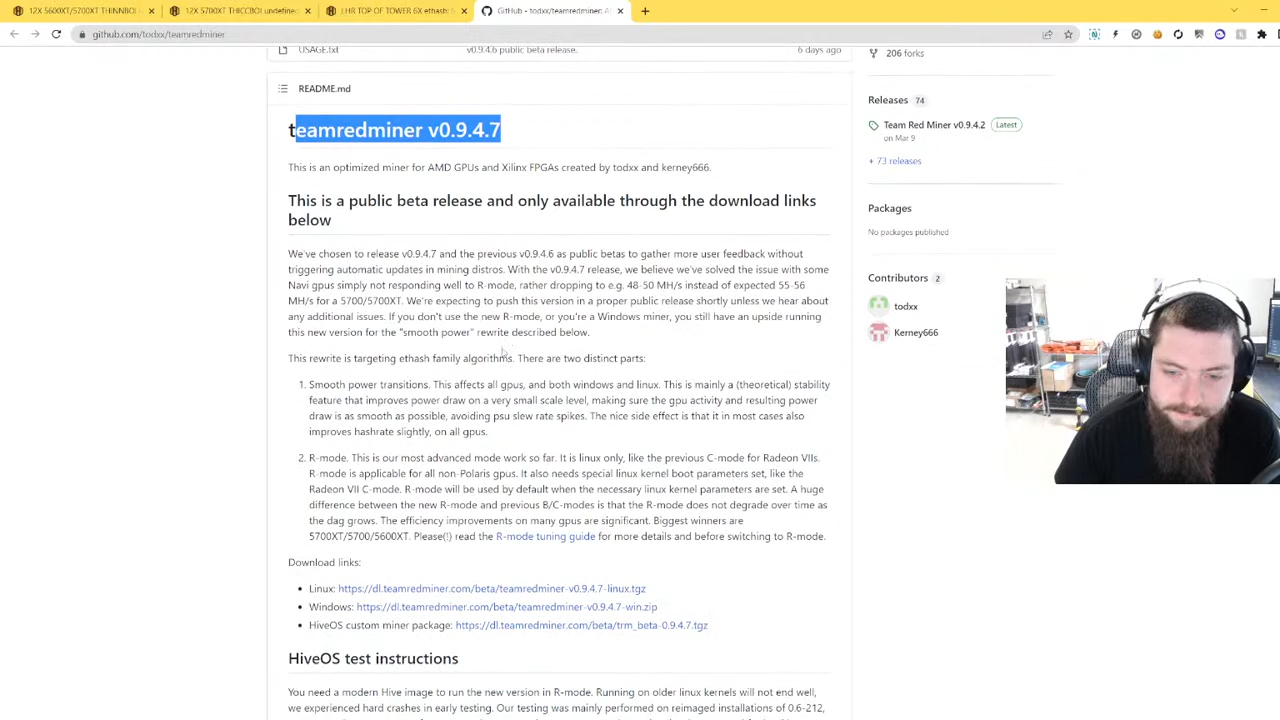 12X 5600XT/5700XT THINNBOI
12X 5700XT THICCBOI undefined
LHR TOP OF TOWER 6X ethash:
GitHub - todxx/teamredminer: A
github.com/todxx/teamredminer
USAGE.txt
v0.9.4.6 public beta release.
6 days ago
206 forks
README.md
Releases 74
teamredminer v0.9.4.7
Team Red Miner v0.9.4.2 Latest
on Mar 9
+ 73 releases
This is an optimized miner for AMD GPUs and Xilinx FPGAs created by todxx and kerney666.
This is a public beta release and only available through the download links
below
Packages
No packages published
We've chosen to release v0.9.4.7 and the previous v0.9.4.6 as public betas to gather more user feedback without
triggering automatic updates in mining distros. With the v0.9.4.7 release, we believe we've solved the issue with some
Navi gpus simply not responding well to R-mode, rather dropping to e.g. 48-50 MH/s instead of expected 55-56
MH/s for a 5700/5700XT. We're expecting to push this version in a proper public release shortly unless we hear about
any additional issues. If you don't use the new R-mode, or you're a Windows miner, you still have an upside running
this new version for the "smooth power" rewrite described below.
Contributors 2
todxx
Kerney666
This rewrite is targeting ethash family algorithms. There are two distinct parts:
1. Smooth power transitions. This affects all gpus, and both windows and linux. This is mainly a (theoretical) stability
feature that improves power draw on a very small scale level, making sure the gpu activity and resulting power
draw is as smooth as possible, avoiding psu slew rate spikes. The nice side effect is that it in most cases also
improves hashrate slightly, on all gpus.
2. R-mode. This is our most advanced mode work so far. It is linux only, like the previous C-mode for Radeon VIIs.
R-mode is applicable for all non-Polaris gpus. It also needs special linux kernel boot parameters set, like the
Radeon VII C-mode. R-mode will be used by default when the necessary linux kernel parameters are set. A huge
difference between the new R-mode and previous B/C-modes is that the R-mode does not degrade over time as
the dag grows. The efficiency improvements on many gpus are significant. Biggest winners are
5700XT/5700/5600XT. Please(!) read the R-mode tuning guide for more details and before switching to R-mode.
Download links:
• Linux: https://dl.teamredminer.com/beta/teamredminer-v0.9.4.7-linux.tgz
• Windows: https://dl.teamredminer.com/beta/teamredminer-v0.9.4.7-win.zip
• HiveOS custom miner package: https://dl.teamredminer.com/beta/trm_beta-0.9.4.7.tgz
HiveOS test instructions
You need a modern Hive image to run the new version in R-mode. Running on older linux kernels will not end well,
we experienced hard crashes in early testing. Our testing was mainly performed on reimaged installations of 0.6-212,